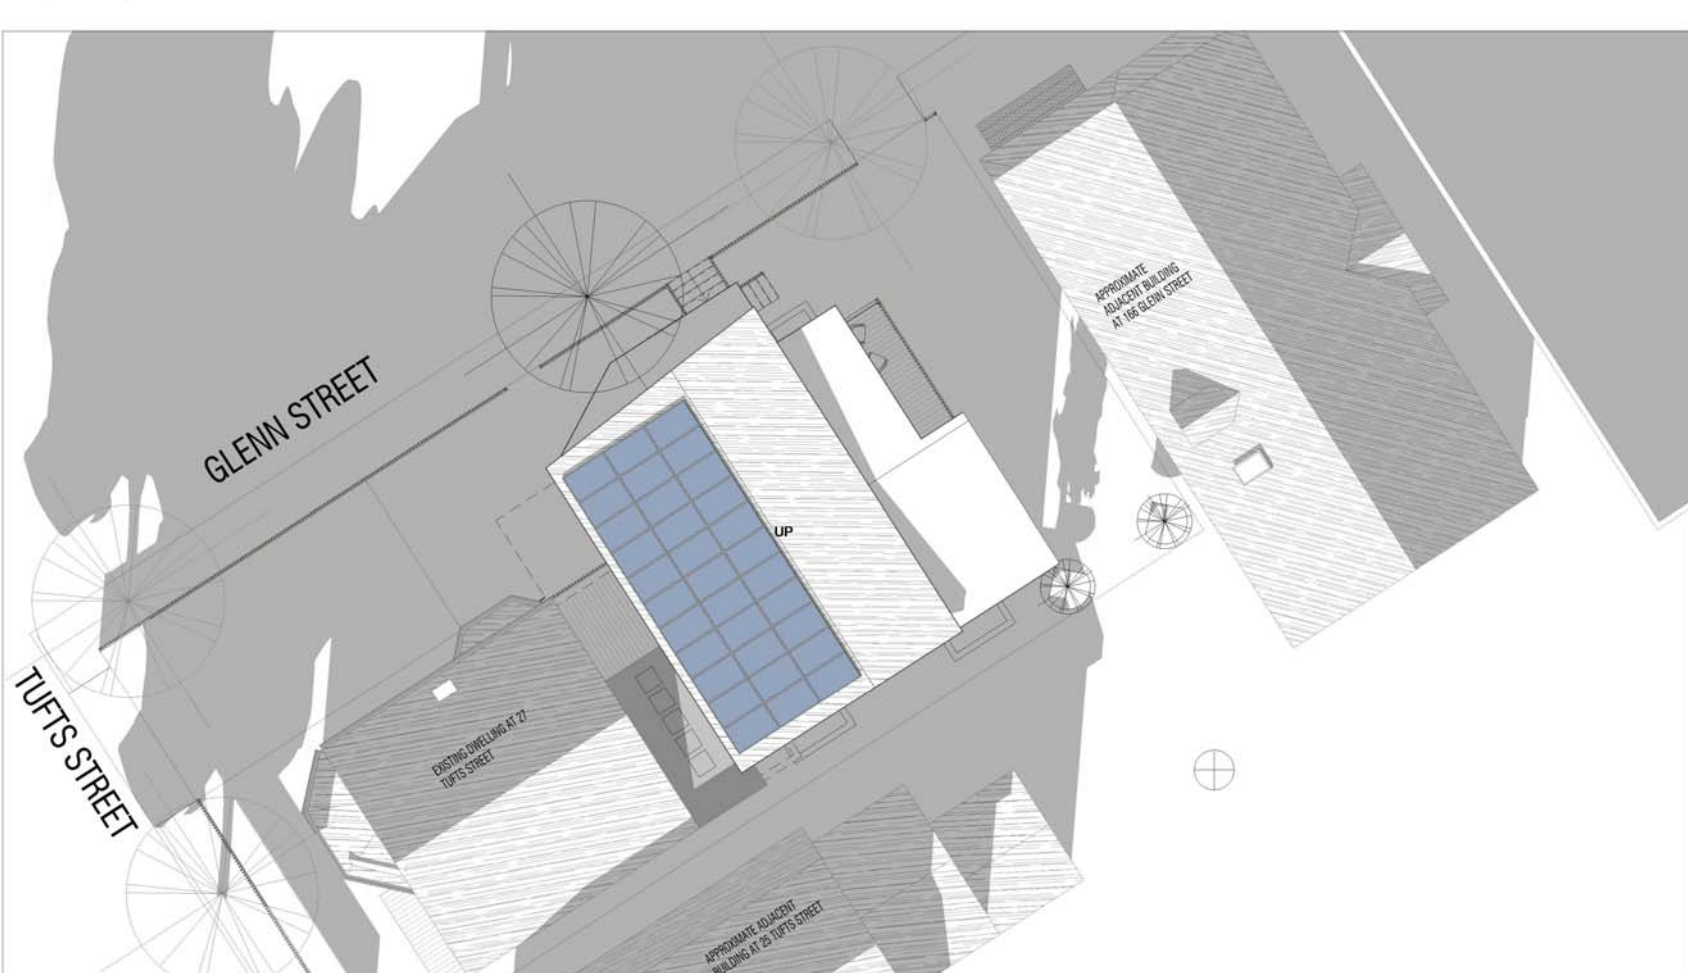 GLENN STREET
APPROXIMATE
ADJACENT BUILDING
AT 166 GLENN STREET
UP
TUFTS STREET
EXISTING DWELLING AT 27
TUFTS STREET
APPROXIMATE ADJACENT
BUILDING AT 25 TUFTS STREET